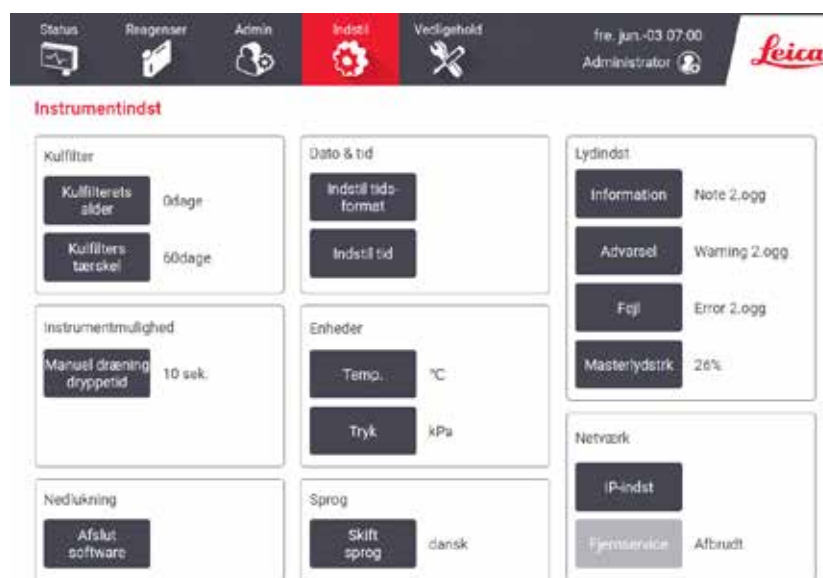 Status Reagenser Admin Indstil Vedligehold
fre. jun.-03 07:00
Administrator
Leica
Instrumentindst
Kulfilter
Kulfilterets
alder
0dage
Kulfilters
tærskel
60dage
Dato & tid
Indstil tids-
format
Indstil tid
Lydindst
Information
Note 2.ogg
Advarsel
Warning 2.ogg
Fejl
Error 2.ogg
Masterlydstrk
26%
Instrumentmulighed
Manuel dræning
dryppetid
10 sek.
Enheder
Temp.
°C
Tryk
kPa
Netværk
IP-indst
Fjernservice
Afbrudt
Nedlukning
Afslut
software
Sprog
Skift
sprog
dansk